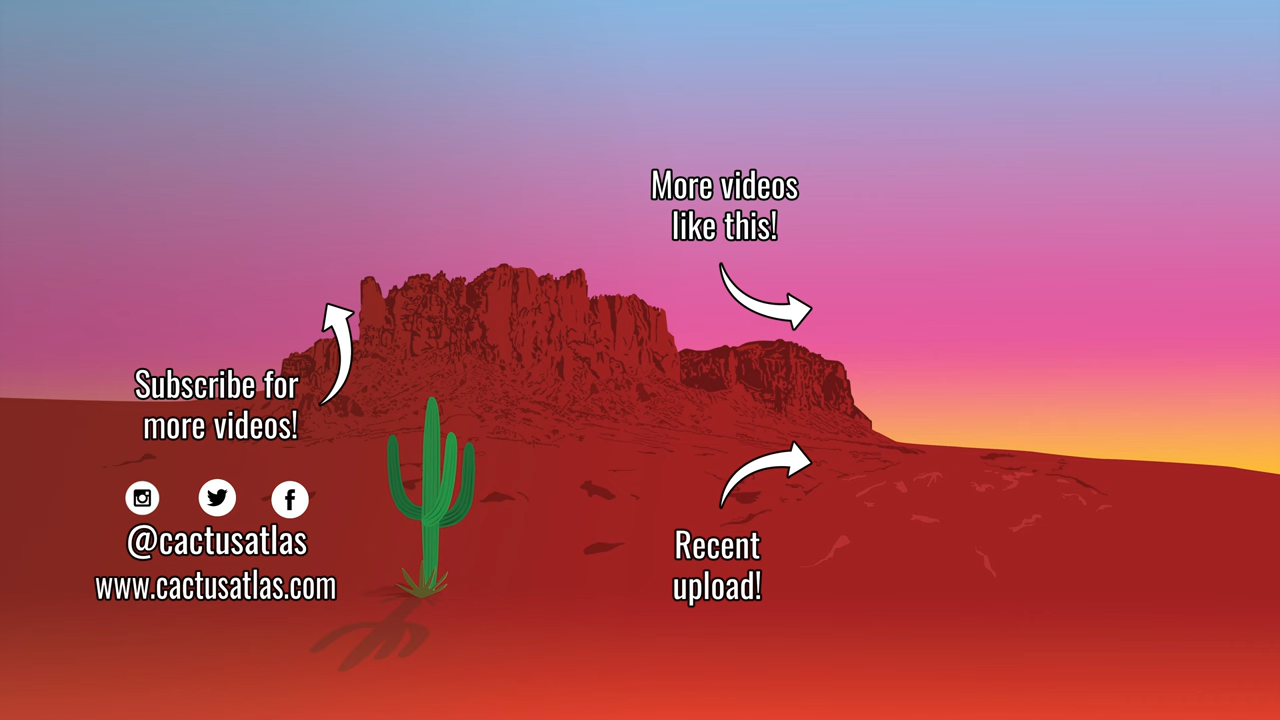 More videos
like this!
Subscribe for
more videos!
@cactusatlas
www.cactusatlas.com
Recent
upload!